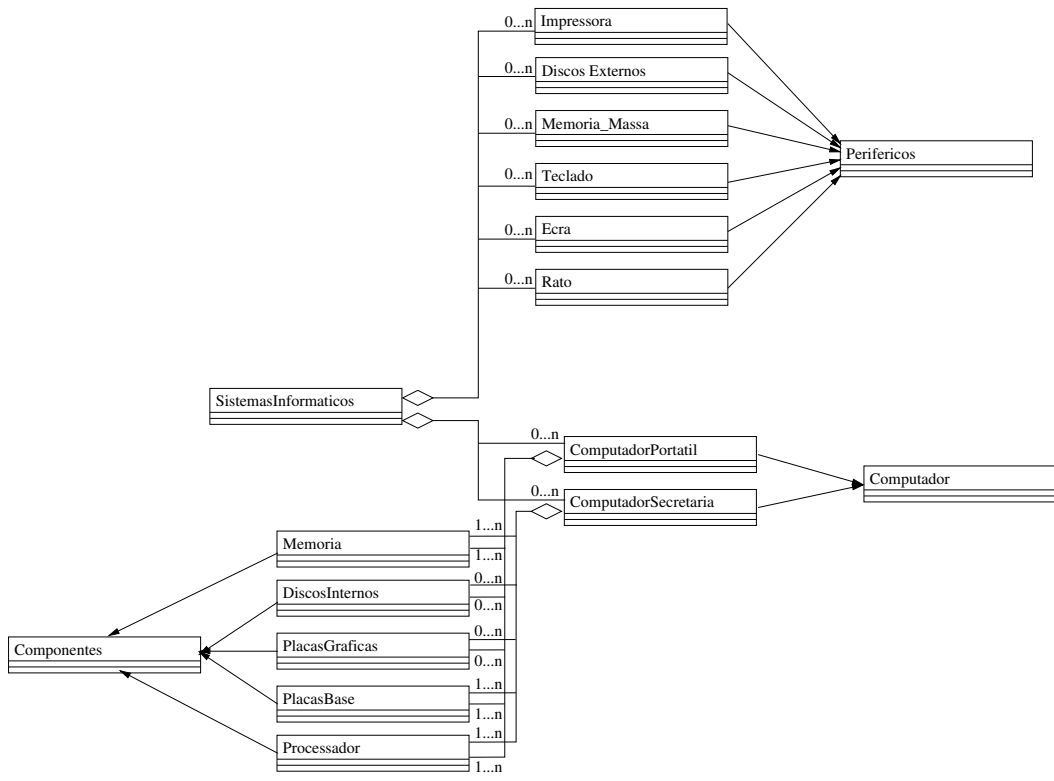 0...n
Impressora
0...n
Discos Externos
0...n
Memoria_Massa
Perifericos
0...n
Teclado
0...n
Ecra
0...n
Rato
SistemasInformaticos
0...n
ComputadorPortatil
Computador
0...n
ComputadorSecretaria
1...n
Memoria
1...n
0...n
DiscosInternos
0...n
0...n
PlacasGraficas
Componentes
0...n
1...n
PlacasBase
1...n
1...n
Processador
1...n